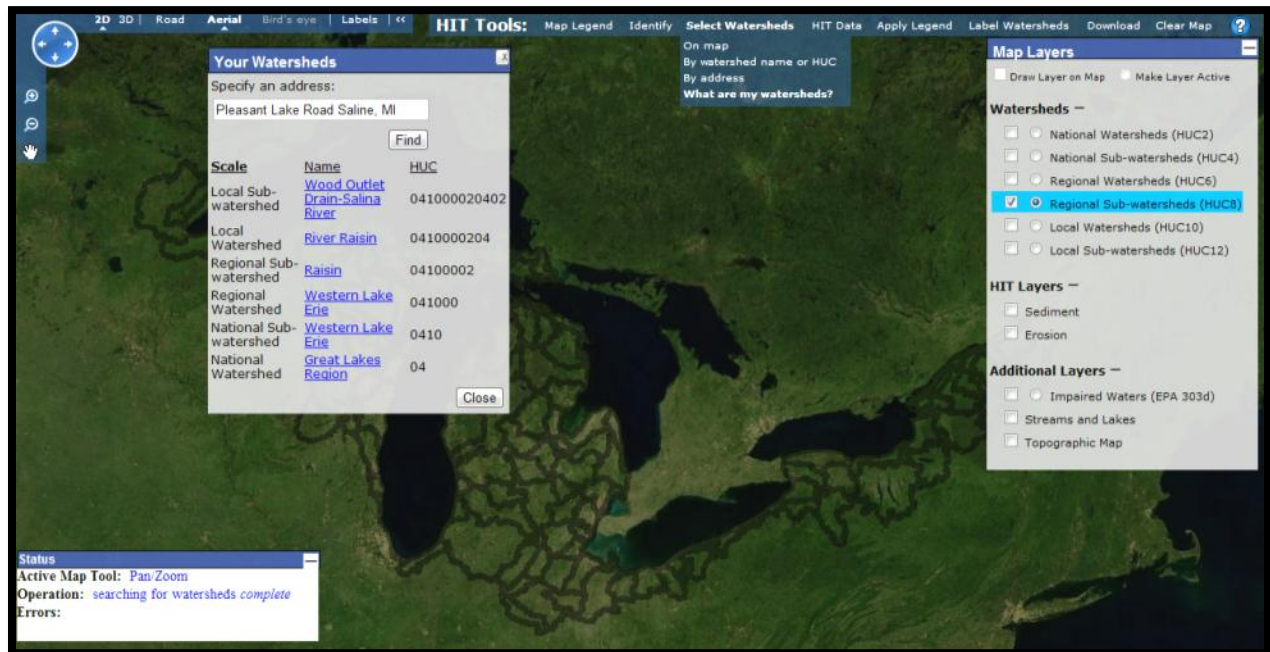 2D 3D | Road Aerial Bird's eye | Labels | <<
HIT Tools: Map Legend Identify Select Watersheds HIT Data Apply Legend Label Watersheds Download Clear Map ?
On map
By watershed name or HUC
By address
What are my watersheds?
Your Watersheds X
Specify an address:
Pleasant Lake Road Saline, MI
Find
Scale Name HUC
Local Sub-
watershed
Wood Outlet
Drain-Salina
River
041000020402
Local
Watershed
River Raisin
0410000204
Regional Sub-
watershed
Raisin
04100002
Regional
Watershed
Western Lake
Erie
041000
National Sub-
watershed
Western Lake
Erie
0410
National
Watershed
Great Lakes
Region
04
Close
Map Layers
Draw Layer on Map Make Layer Active
Watersheds –
National Watersheds (HUC2)
National Sub-watersheds (HUC4)
Regional Watersheds (HUC6)
Regional Sub-watersheds (HUC8)
Local Watersheds (HUC10)
Local Sub-watersheds (HUC12)
HIT Layers –
Sediment
Erosion
Additional Layers –
Impaired Waters (EPA 303d)
Streams and Lakes
Topographic Map
Status
Active Map Tool: Pan/Zoom
Operation: searching for watersheds complete
Errors: